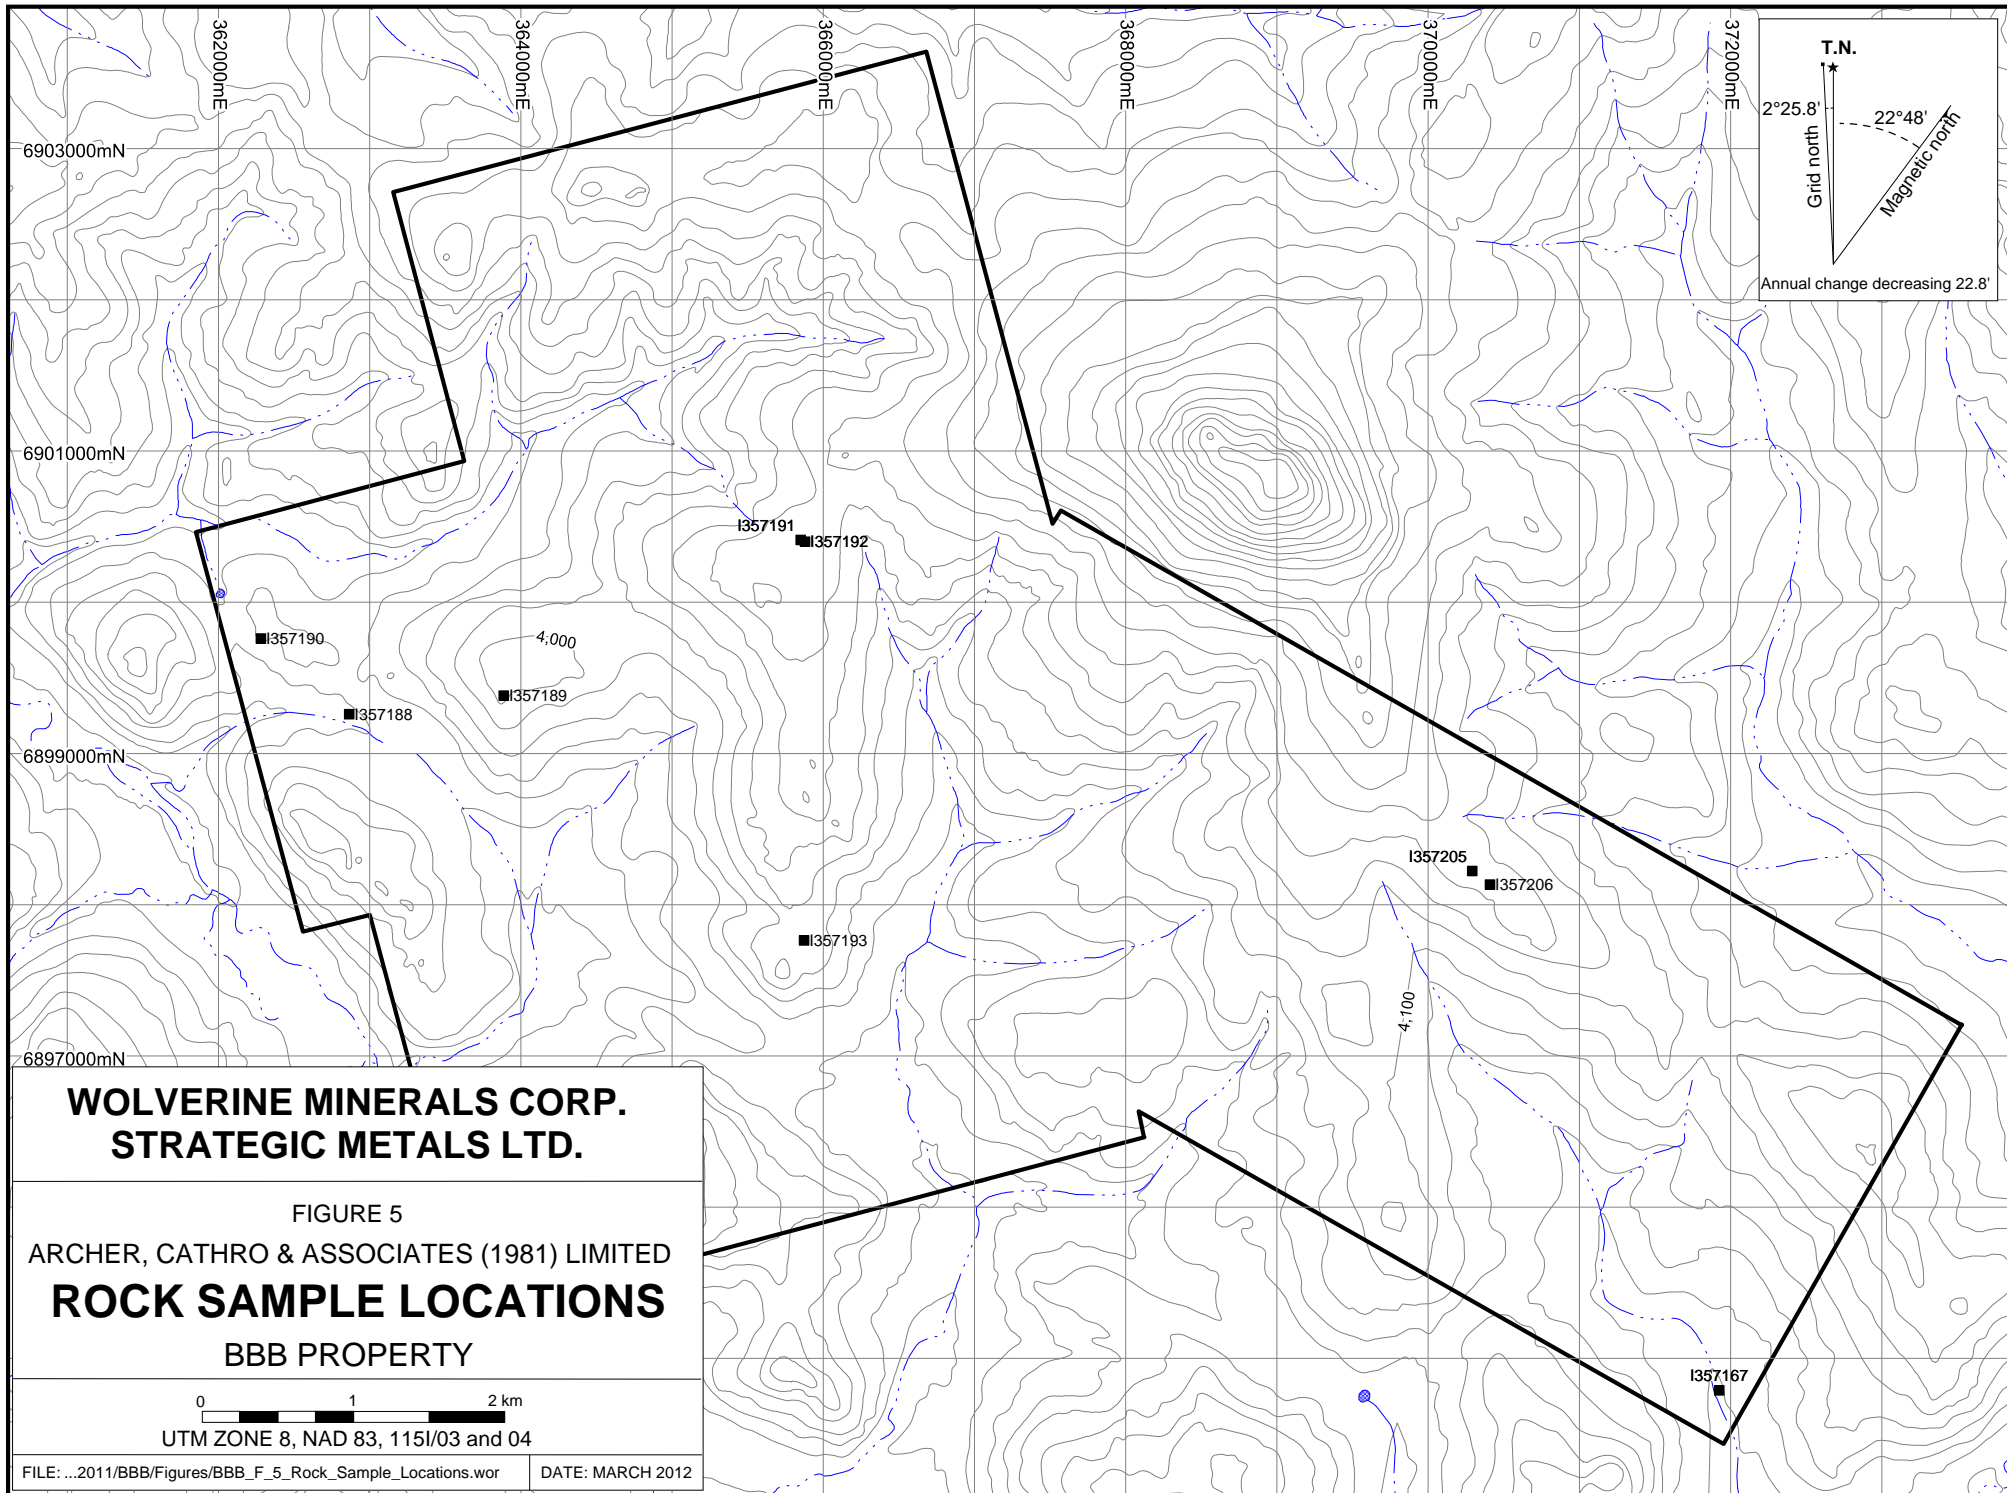 362000mE
364000mE
366000mE
368000mE
370000mE
372000mE
T.N.
2°25.8'
22°48'
Grid north
Magnetic north
Annual change decreasing 22.8'
6903000mN
6901000mN
6899000mN
6897000mN
I357191
I357192
I357190
4,000
I357189
I357188
I357205
I357206
I357193
4,100
I357167
WOLVERINE MINERALS CORP.
STRATEGIC METALS LTD.
FIGURE 5
ARCHER, CATHRO & ASSOCIATES (1981) LIMITED
ROCK SAMPLE LOCATIONS
BBB PROPERTY
0 1 2 km
UTM ZONE 8, NAD 83, 115I/03 and 04
FILE: ...2011/BBB/Figures/BBB_F_5_Rock_Sample_Locations.wor
DATE: MARCH 2012